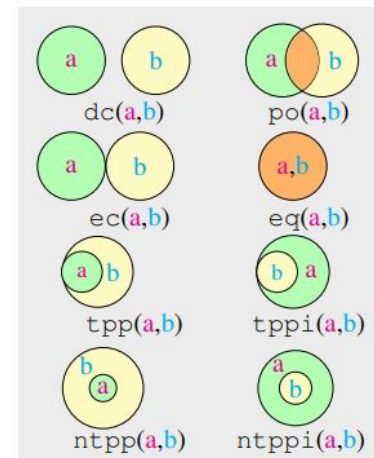 a b
dc(a,b)
a b
po(a,b)
a b
ec(a,b)
a,b
eq(a,b)
a b
tpp(a,b)
b a
tppi(a,b)
b
a
ntpp(a,b)
a
b
ntppi(a,b)